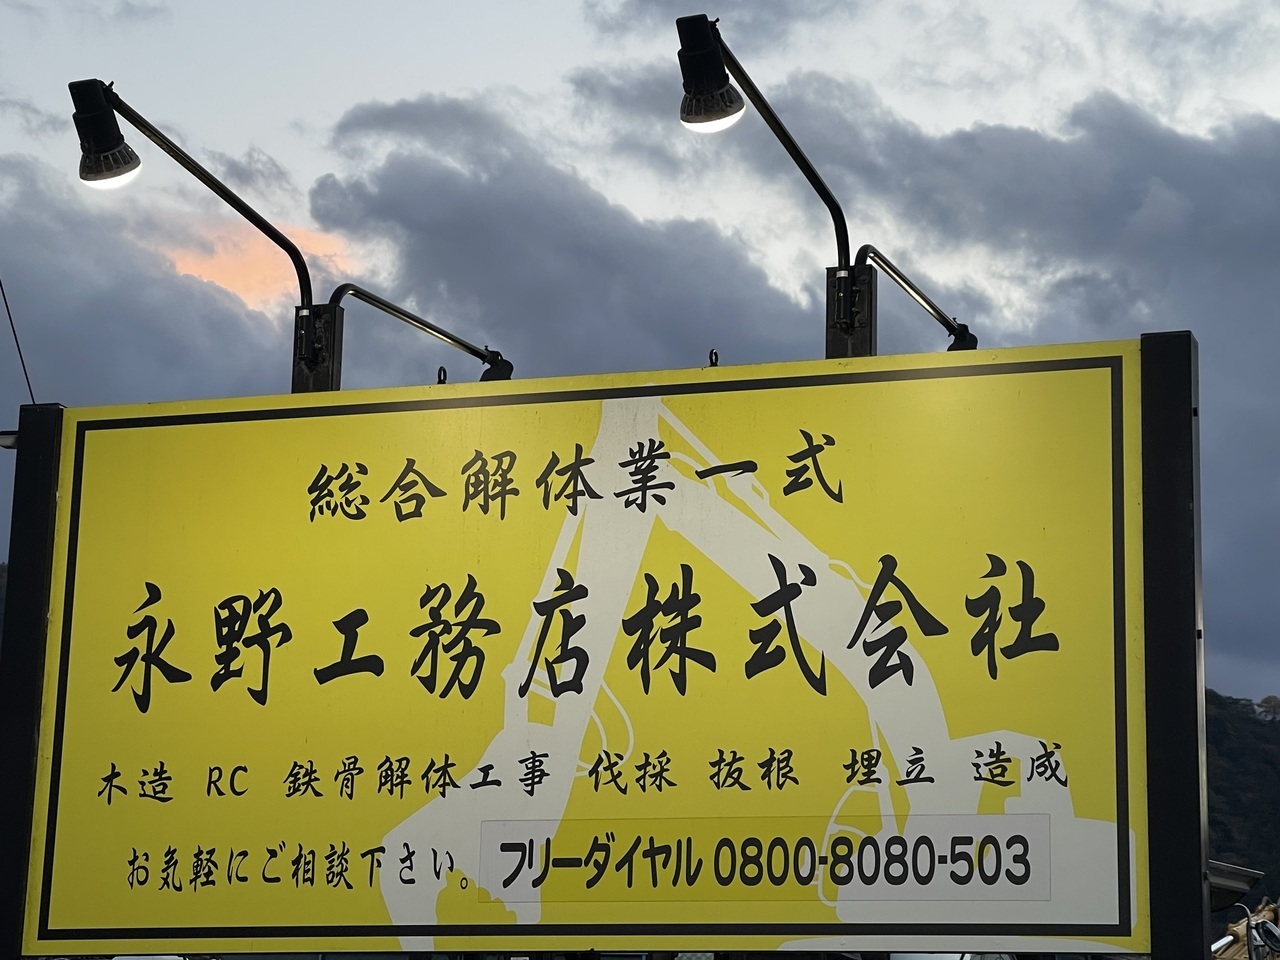 総合解体業一式
永野工務店株式会社
木造 RC 鉄骨解体工事 伐採 抜根 埋立 造成
お気軽にご相談下さい。フリーダイヤル 0800-8080-503